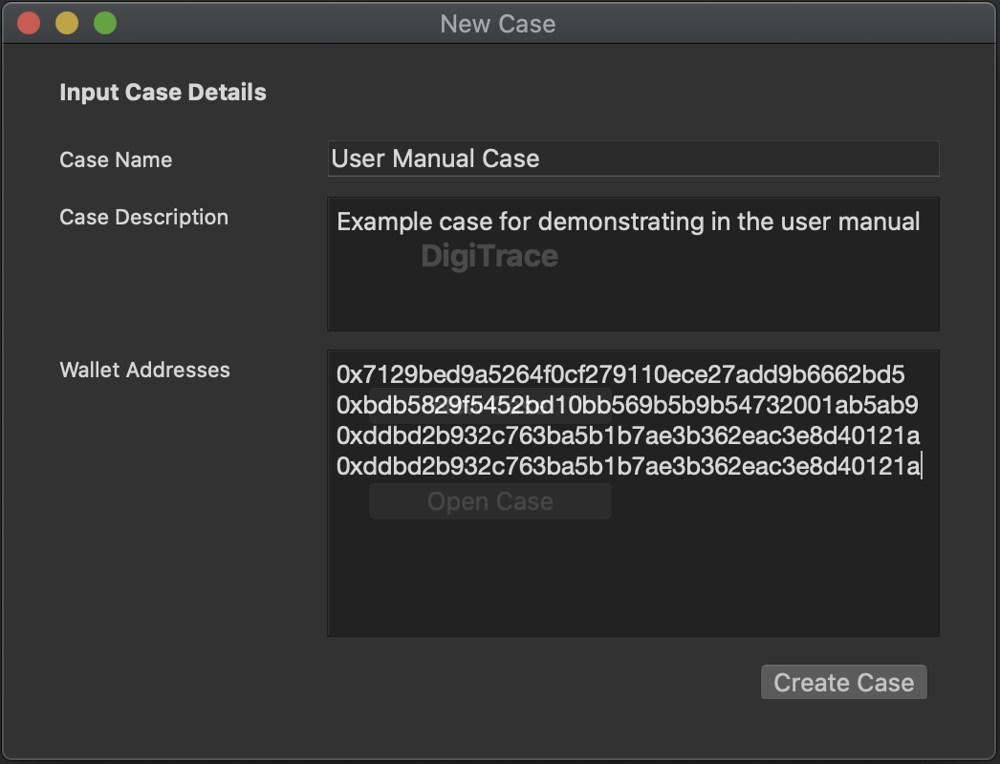 New Case
Input Case Details
Case Name
User Manual Case
Case Description
Example case for demonstrating in the user manual
DigiTrace
Wallet Addresses
0x7129bed9a5264f0cf279110ece27add9b6662bd5
0xbdb5829f5452bd10bb569b5b9b54732001ab5ab9
0xddbd2b932c763ba5b1b7ae3b362eac3e8d40121a
0xddbd2b932c763ba5b1b7ae3b362eac3e8d40121a
Open Case
Create Case